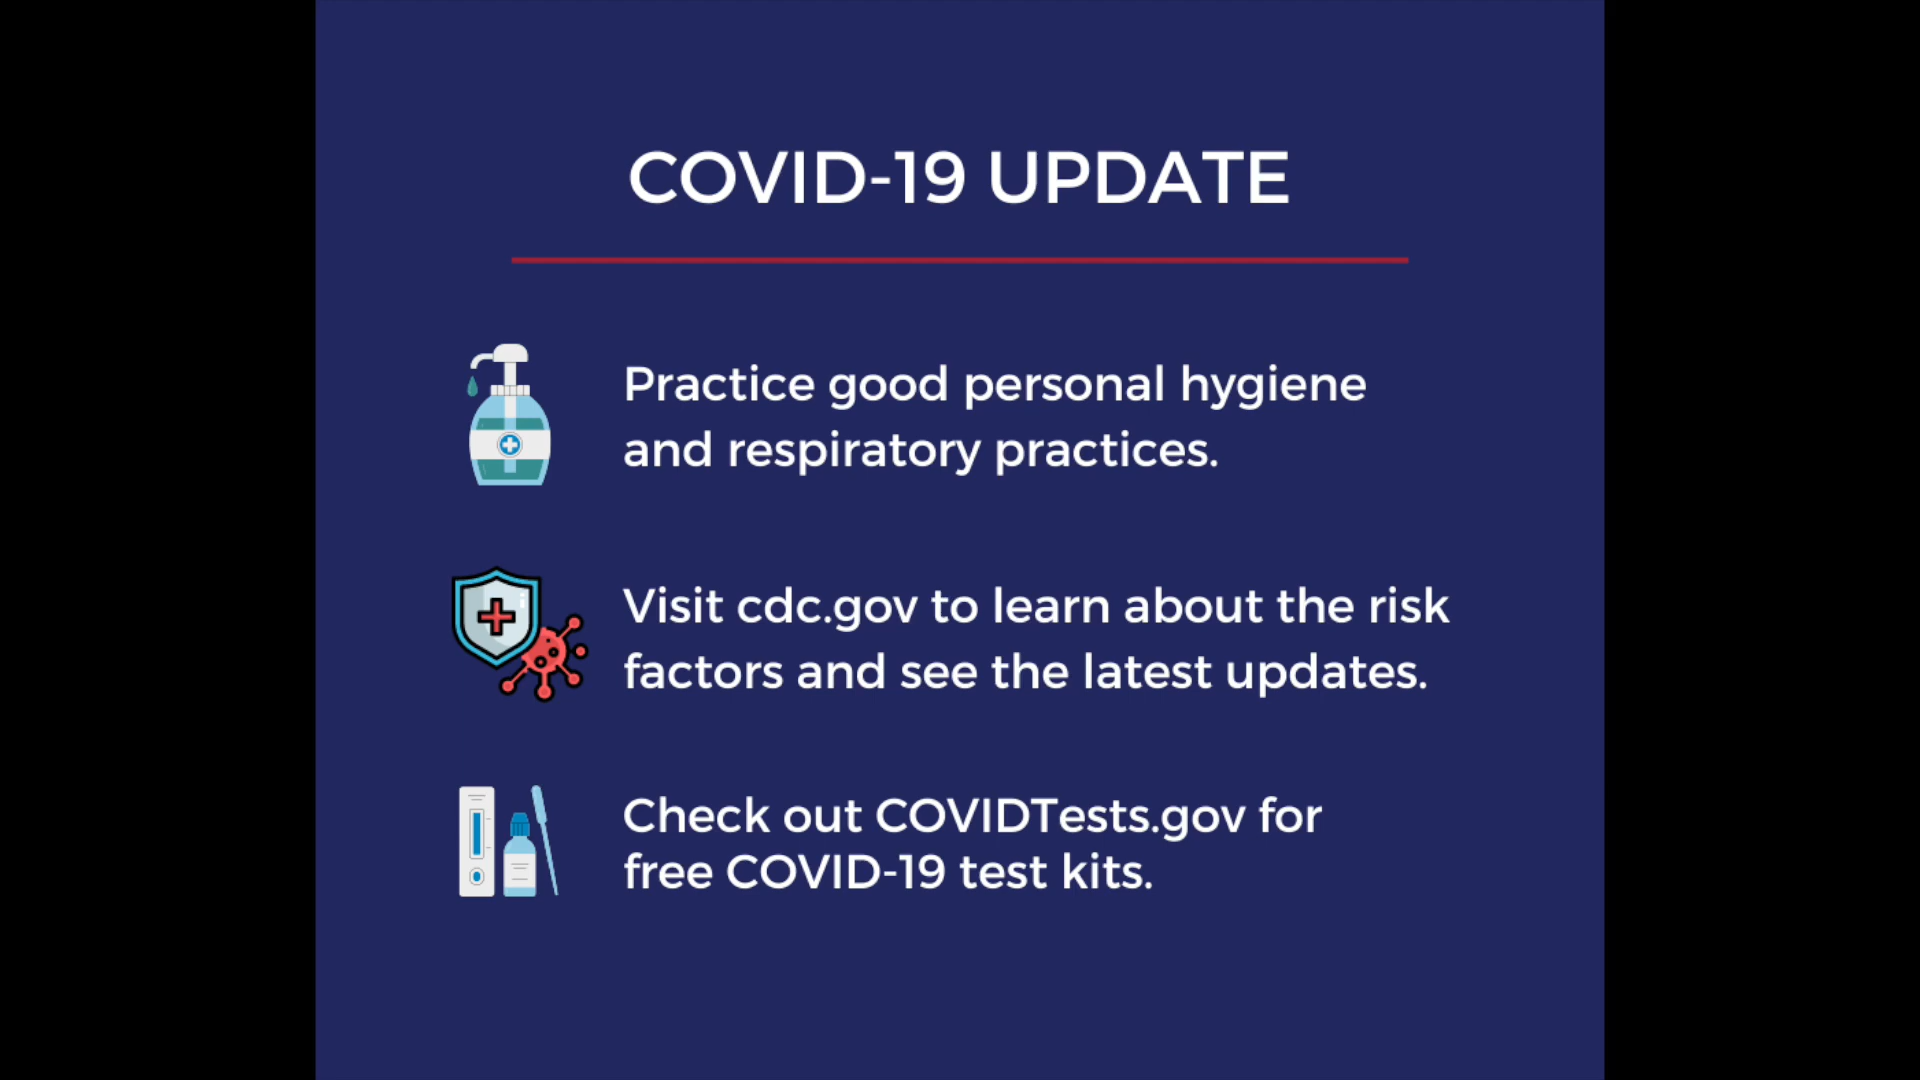 COVID-19 UPDATE
Practice good personal hygiene
and respiratory practices.
Visit cdc.gov to learn about the risk
factors and see the latest updates.
Check out COVIDTests.gov for
free COVID-19 test kits.